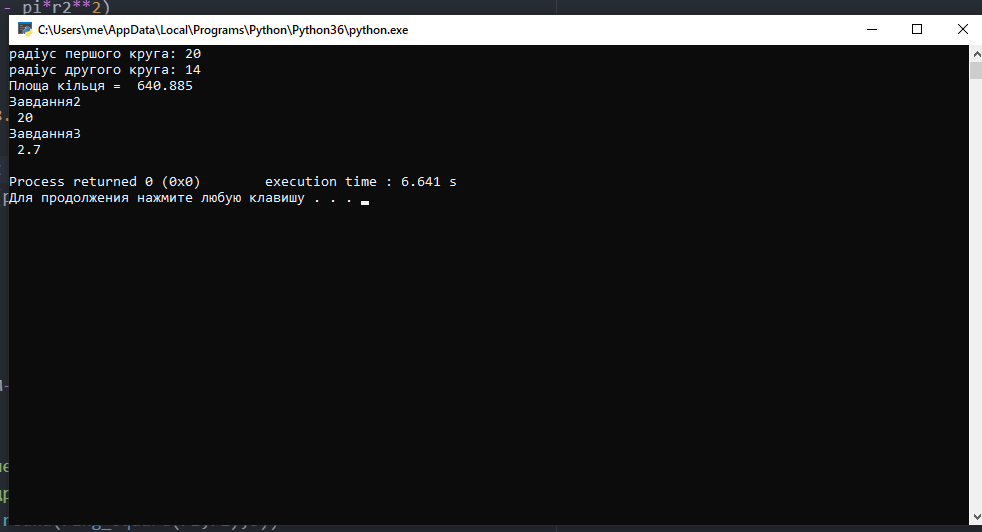 - pi*r2**2)
C:\Users\me\AppData\Local\Programs\Python\Python36\python.exe
радіус першого круга: 20
радіус другого круга: 14
Площа кільця =  640.885
Завдання2
 20
Завдання3
 2.7
Process returned 0 (0x0)        execution time : 6.641 s
Для продолжения нажмите любую клавишу . . .